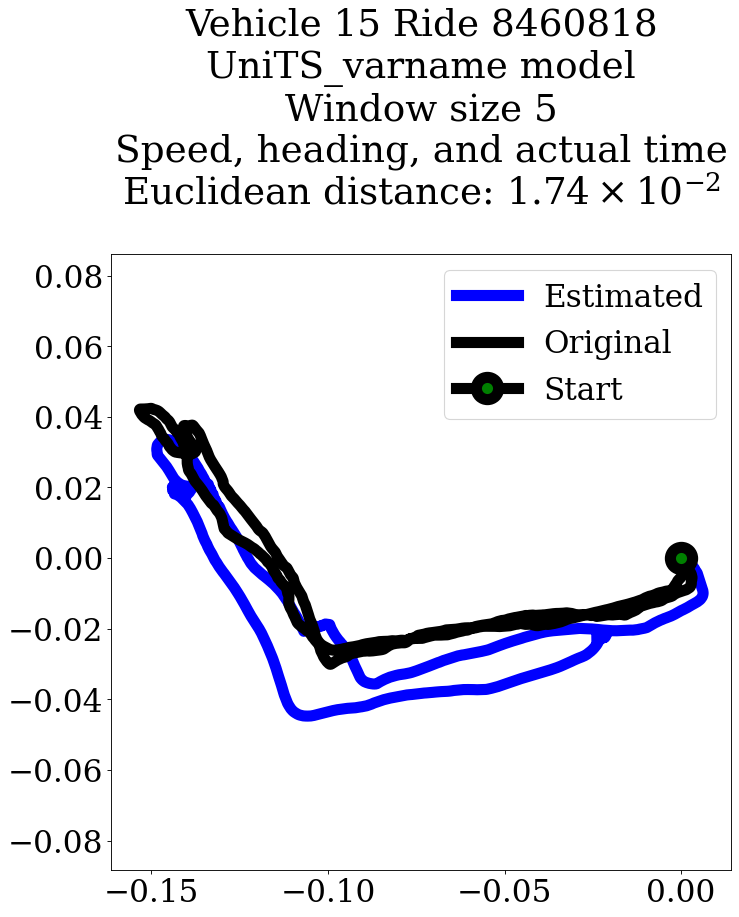 Vehicle 15 Ride 8460818
UniTS_varname model
Window size 5
Speed, heading, and actual time
Euclidean distance: 1.74 × 10⁻²
Estimated
Original
Start
0.08
0.06
0.04
0.02
0.00
−0.02
−0.04
−0.06
−0.08
−0.15
−0.10
−0.05
0.00